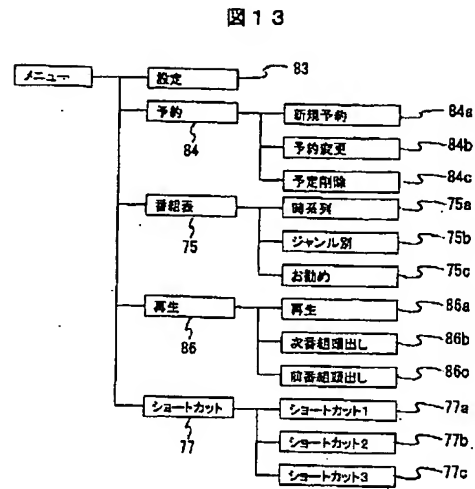 図13
メニュー
設定
83
予約
84
新規予約
84a
予約変更
84b
予定削除
84c
番組表
75
時系列
75a
ジャンル別
75b
お勧め
75c
再生
86
再生
86a
次番組頭出し
86b
前番組頭出し
86c
ショートカット
77
ショートカット1
77a
ショートカット2
77b
ショートカット3
77c